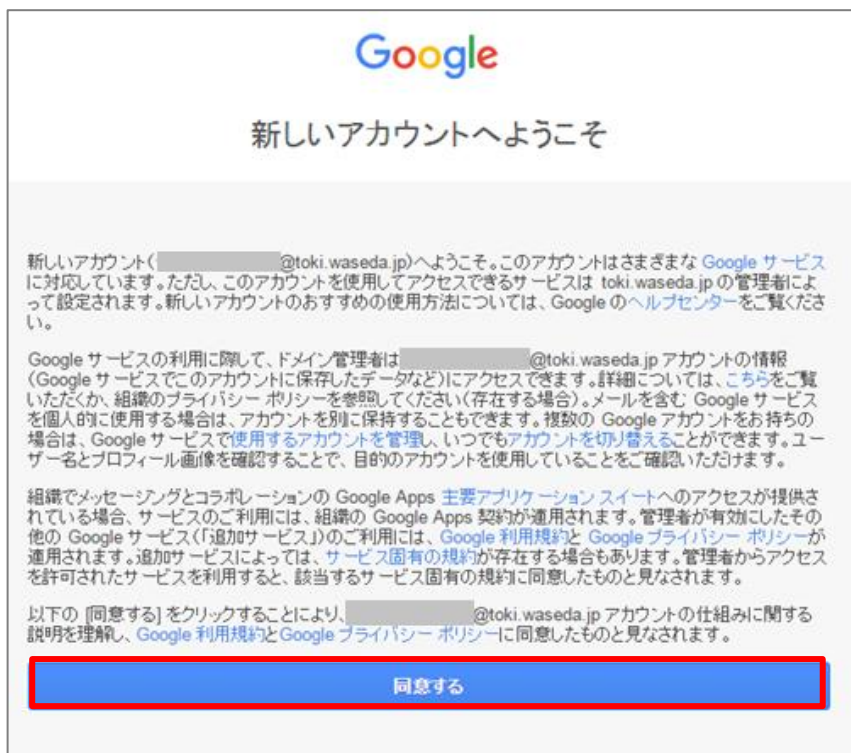 Google
新しいアカウントへようこそ
新しいアカウント( @toki.waseda.jp)へようこそ。このアカウントはさまざまな Google サービス
に対応しています。ただし、このアカウントを使用してアクセスできるサービスは toki.waseda.jp の管理者によ
って設定されます。新しいアカウントのおすすめの使用方法については、Google のヘルプセンターをご覧くださ
い。
Google サービスの利用に際して、ドメイン管理者は @toki.waseda.jp アカウントの情報
(Google サービスでこのアカウントに保存したデータなど)にアクセスできます。詳細については、こちらをご覧
いただくか、組織のプライバシー ポリシーを参照してください(存在する場合)。メールを含む Google サービス
を個人的に使用する場合は、アカウントを別に保持することもできます。複数の Google アカウントをお持ちの
場合は、Google サービスで使用するアカウントを管理し、いつでもアカウントを切り替えることができます。ユー
ザー名とプロフィール画像を確認することで、目的のアカウントを使用していることをご確認いただけます。
組織でメッセージングとコラボレーションの Google Apps 主要アプリケーション スイートへのアクセスが提供さ
れている場合、サービスのご利用には、組織の Google Apps 契約が適用されます。管理者が有効にしたその
他の Google サービス(「追加サービス」)のご利用には、Google 利用規約と Google プライバシー ポリシーが
適用されます。追加サービスによっては、サービス固有の規約が存在する場合もあります。管理者からアクセス
を許可されたサービスを利用すると、該当するサービス固有の規約に同意したものと見なされます。
以下の [同意する] をクリックすることにより、 @toki.waseda.jp アカウントの仕組みに関する
説明を理解し、Google 利用規約とGoogle プライバシー ポリシーに同意したものと見なされます。
同意する